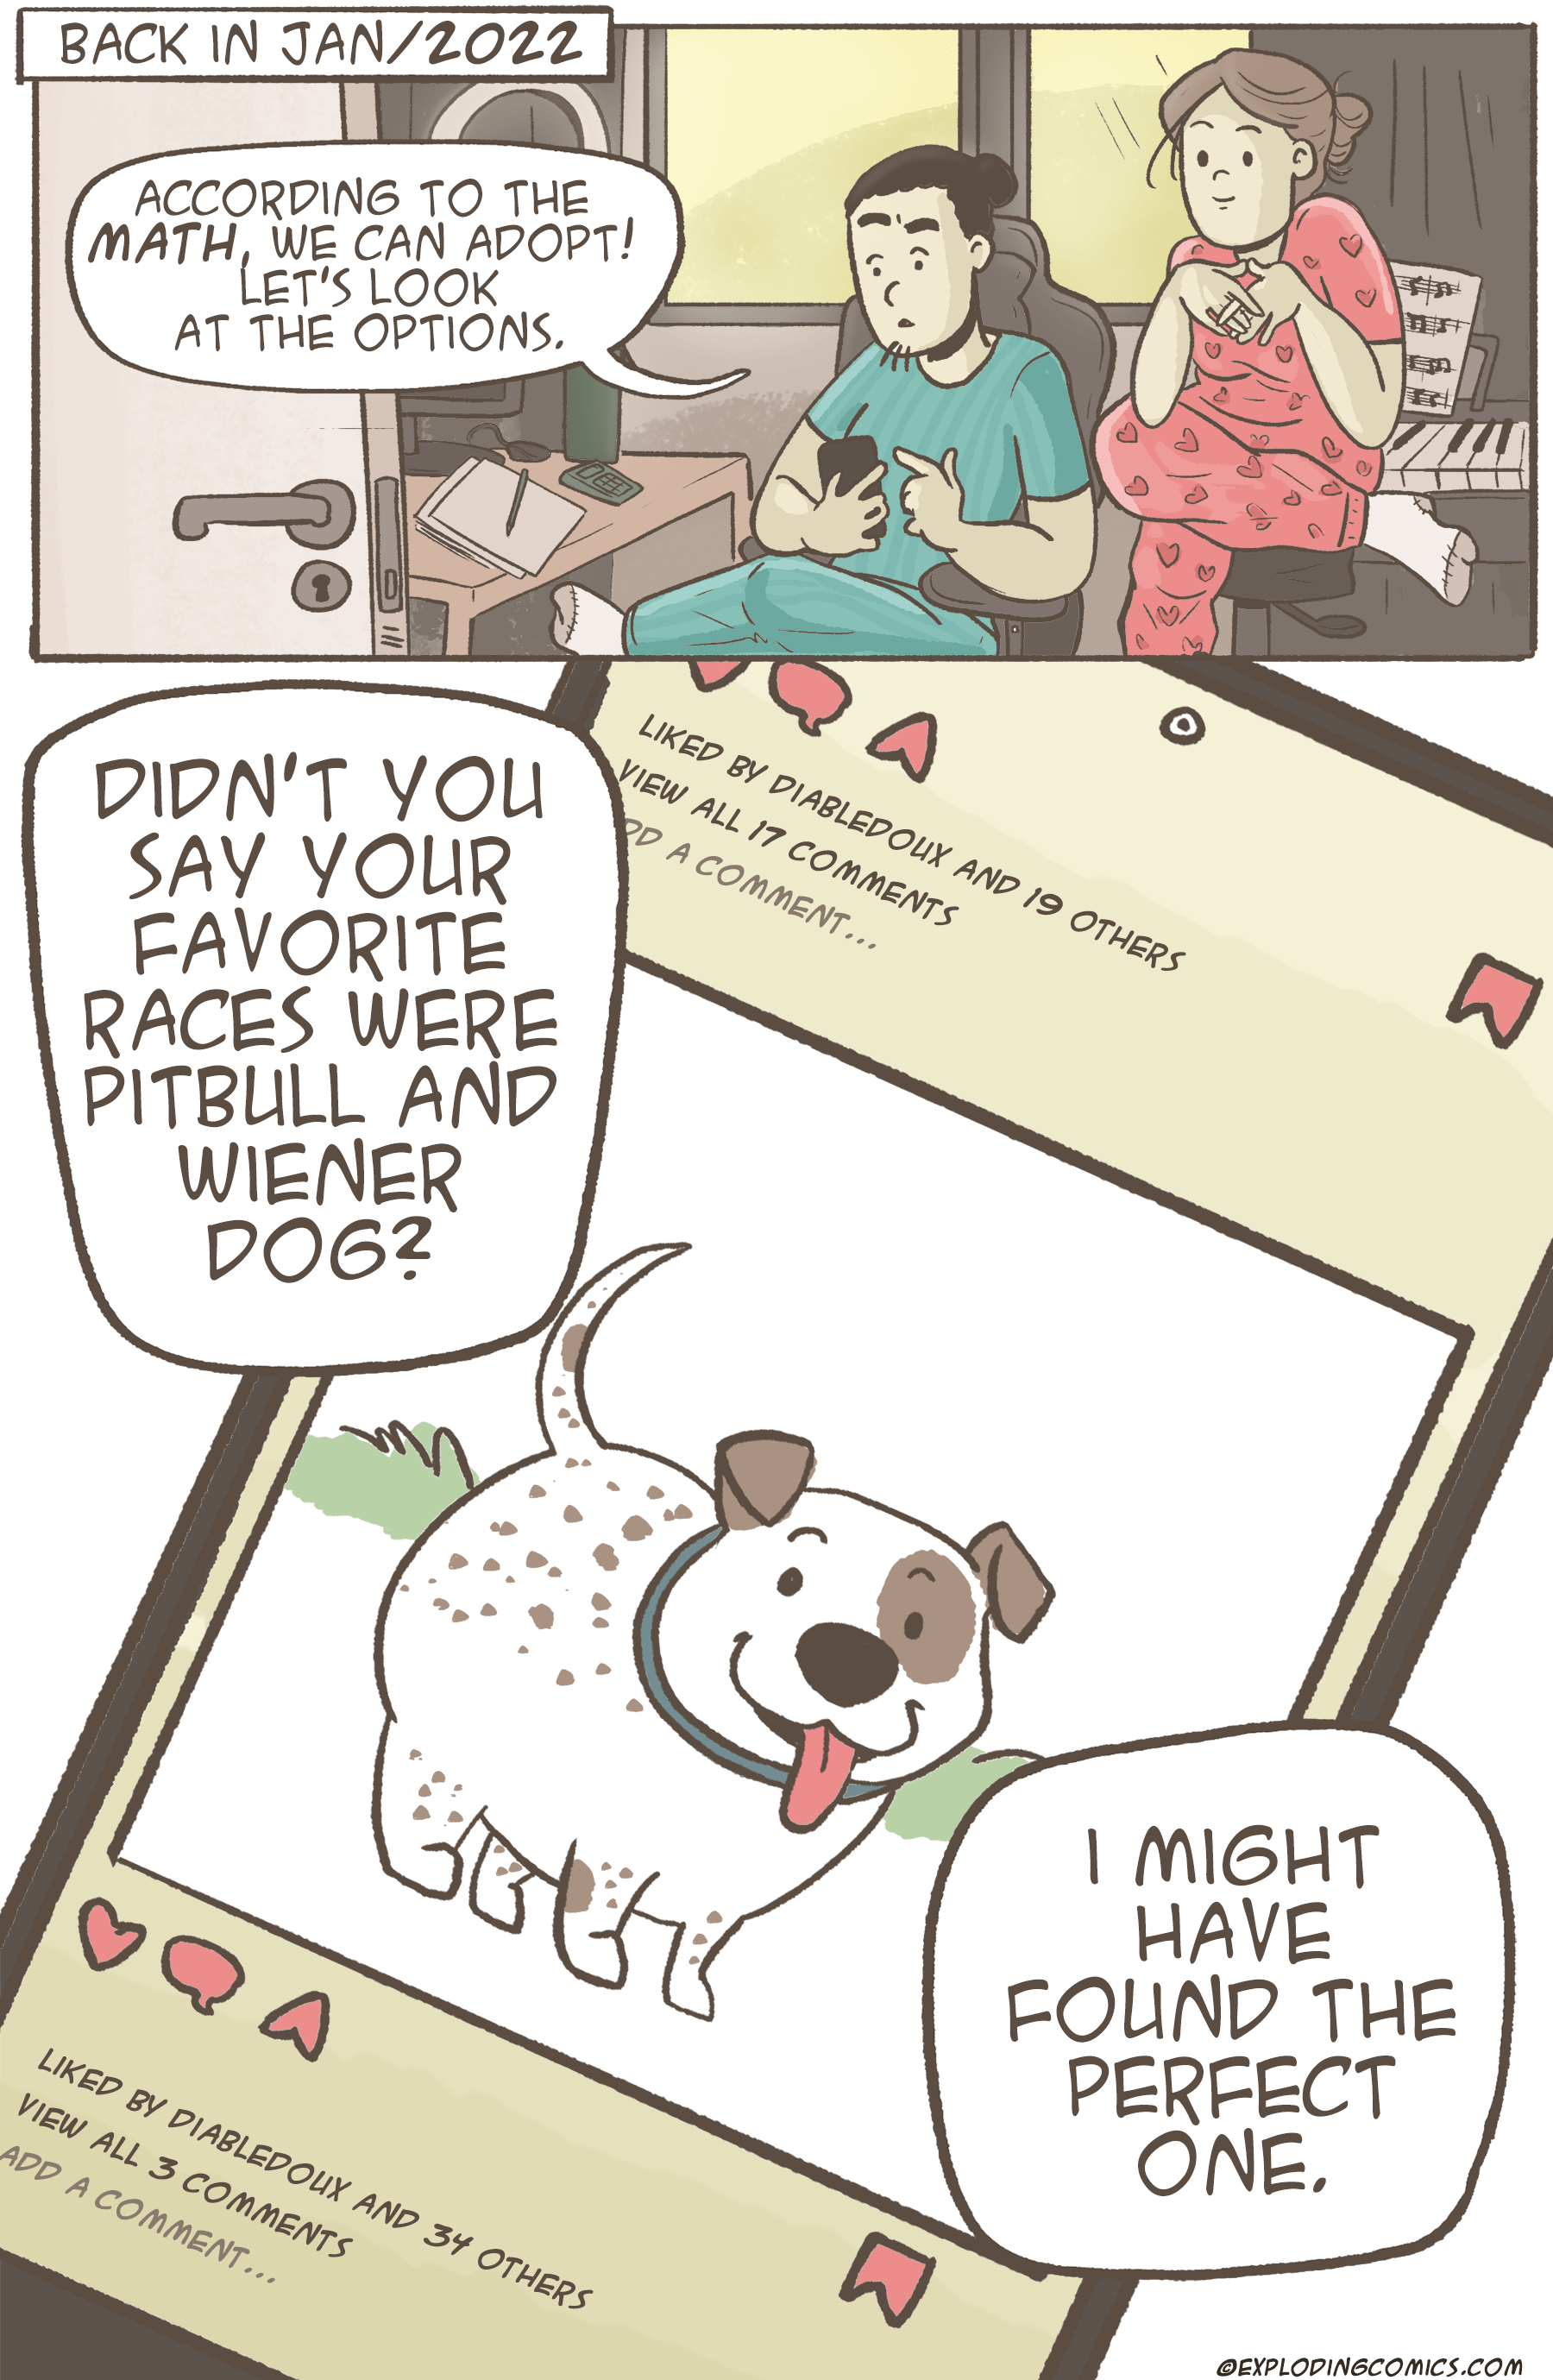 BACK IN JAN/2022
ACCORDING TO THE
MATH, WE CAN ADOPT!
LET'S LOOK
AT THE OPTIONS.
DIDN'T YOU
SAY YOUR
FAVORITE
RACES WERE
PITBULL AND
WIENER
DOG?
LIKED BY DIABLEDOUX AND 19 OTHERS
VIEW ALL 17 COMMENTS
DD A COMMENT...
I MIGHT
HAVE
FOUND THE
PERFECT
ONE.
LIKED BY DIABLEDOUX AND 34 OTHERS
VIEW ALL 3 COMMENTS
ADD A COMMENT...
©EXPLODINGCOMICS.COM